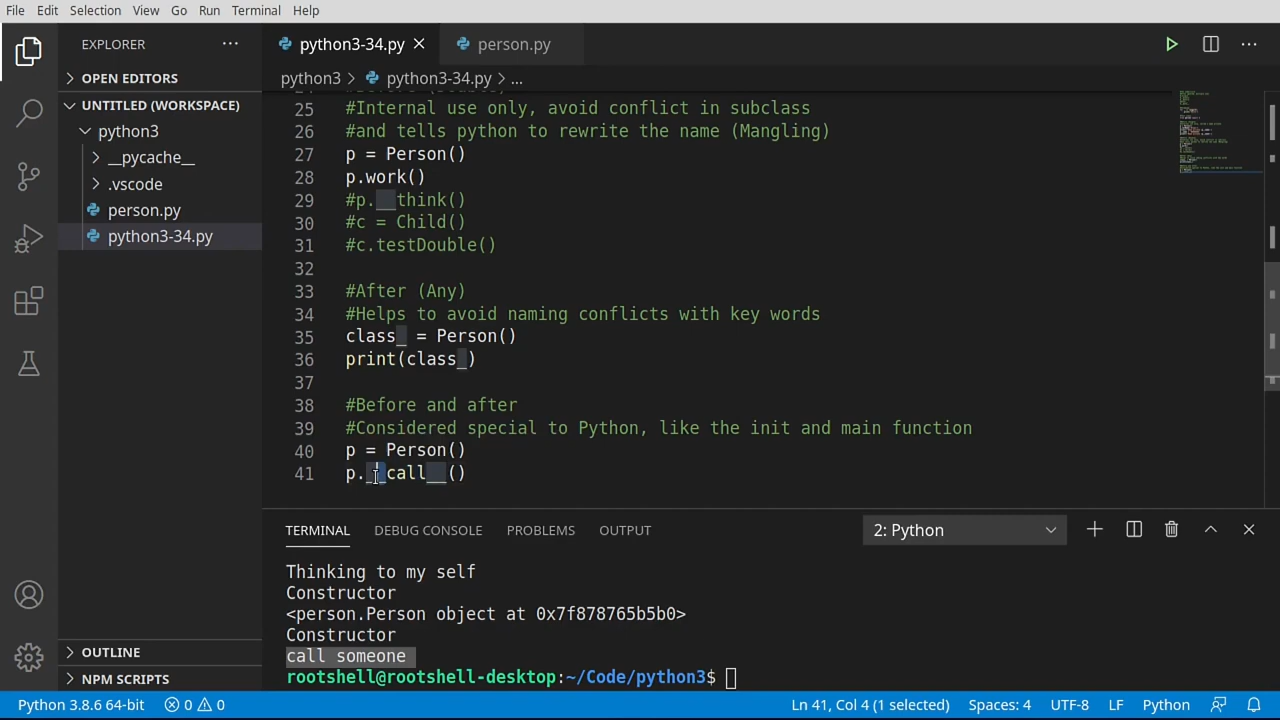 File Edit Selection View Go Run Terminal Help
EXPLORER
python3-34.py
person.py
OPEN EDITORS
python3 > python3-34.py > ...
UNTITLED (WORKSPACE)
python3
__pycache__
.vscode
person.py
python3-34.py
25 #Internal use only, avoid conflict in subclass
26 #and tells python to rewrite the name (Mangling)
27 p = Person()
28 p.work()
29 #p.__think()
30 #c = Child()
31 #c.testDouble()
32
33 #After (Any)
34 #Helps to avoid naming conflicts with key words
35 class_ = Person()
36 print(class_)
37
38 #Before and after
39 #Considered special to Python, like the init and main function
40 p = Person()
41 p.__call__()
TERMINAL DEBUG CONSOLE PROBLEMS OUTPUT 2: Python
Thinking to my self
Constructor
<person.Person object at 0x7f878765b5b0>
Constructor
call someone
rootshell@rootshell-desktop:~/Code/python3$
OUTLINE
NPM SCRIPTS
Python 3.8.6 64-bit 0 0 Ln 41, Col 4 (1 selected) Spaces: 4 UTF-8 LF Python